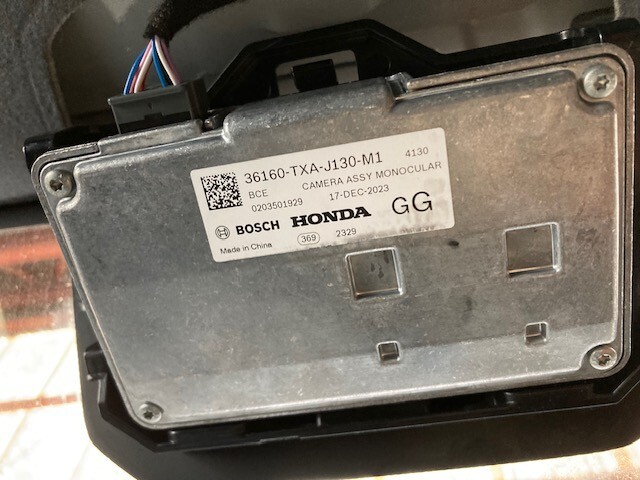 36160-TXA-J130-M1 4130
BCE CAMERA ASSY MONOCULAR
0203501929 17-DEC-2023
BOSCH HONDA GG
Made in China 369 2329